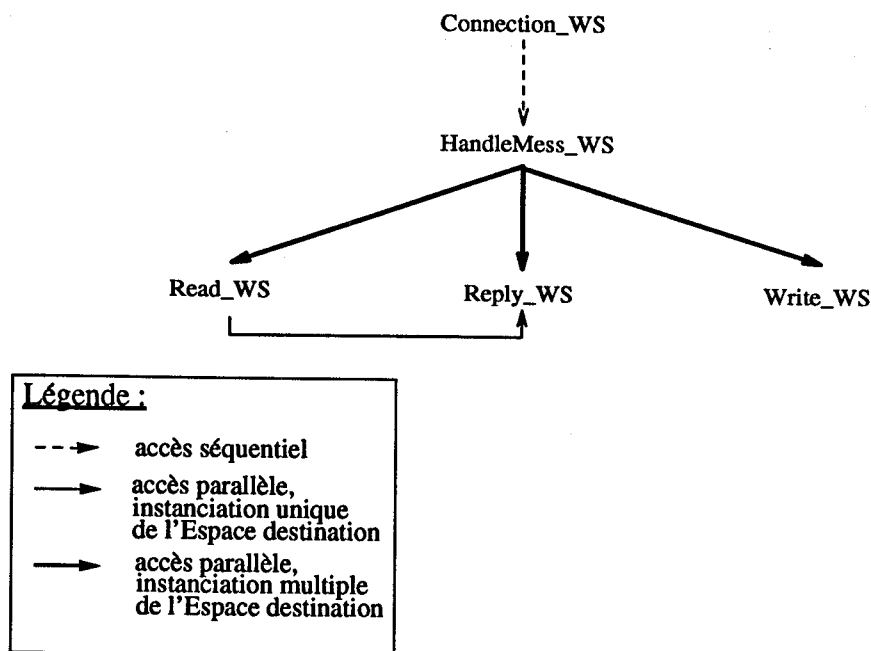 Connection_WS
HandleMess_WS
Read_WS
Reply_WS
Write_WS
Légende :
accès séquentiel
accès parallèle,
instanciation unique
de l'Espace destination
accès parallèle,
instanciation multiple
de l'Espace destination